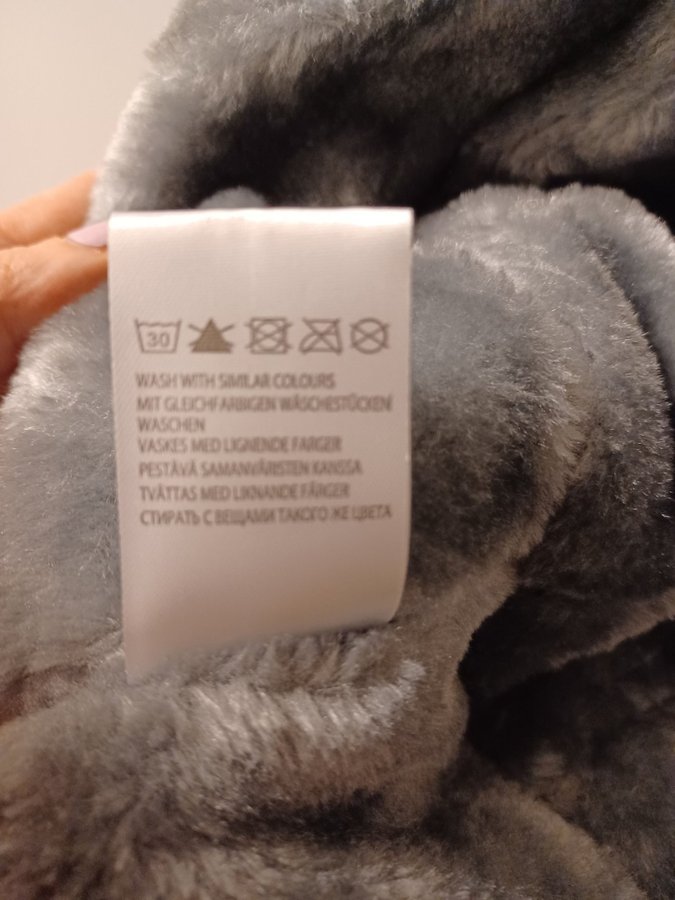 30
WASH WITH SIMILAR COLOURS
MIT GLEICHFARBIGEN WÄSCHESTÜCKEN
WASCHEN
VASKES MED LIGNENDE FARGER
PESTÄVÄ SAMANVÄRISTEN KANSSA
TVÄTTAS MED LIKNANDE FÄRGER
СТИРАТЬ С ВЕЩАМИ ТАКОГО ЖЕ ЦВЕТА